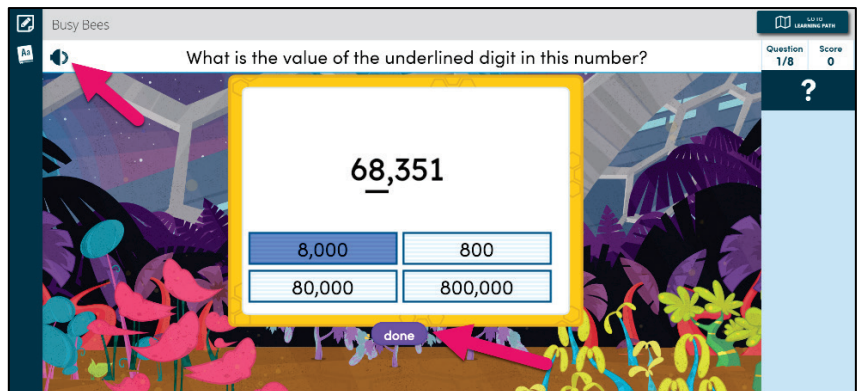 Busy Bees
GO TO
LEARNING PATH
Aa
What is the value of the underlined digit in this number?
Question
1/8
Score
0
?
68,351
8,000
800
80,000
800,000
done